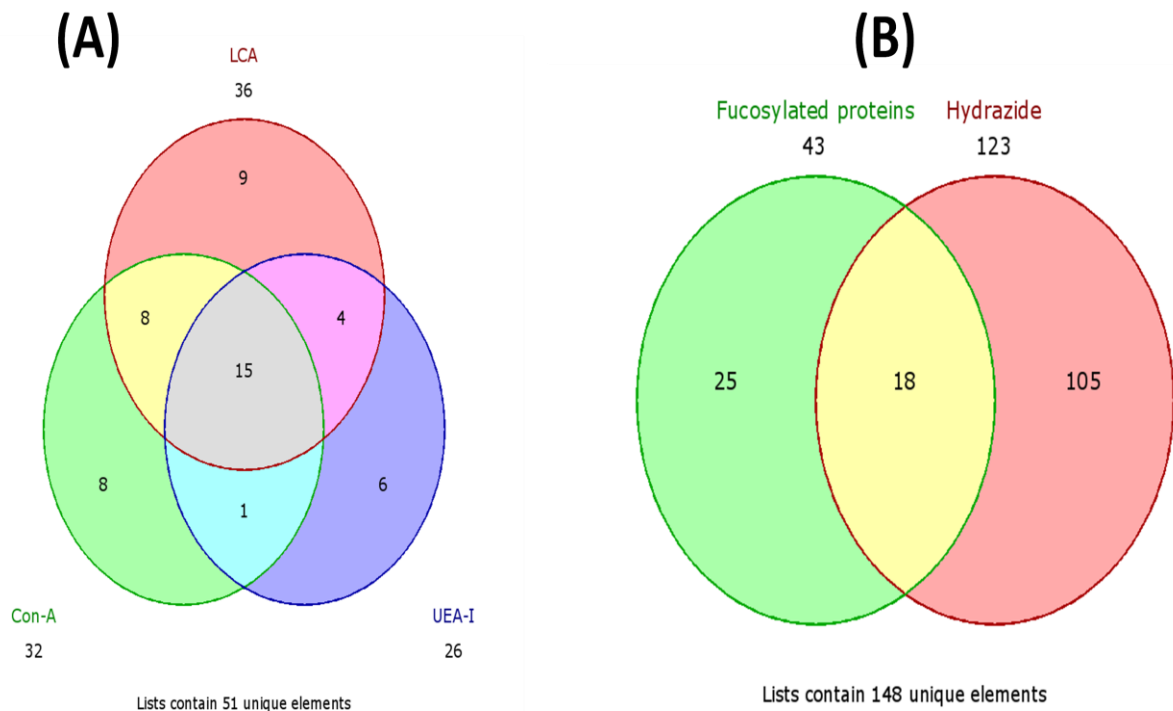 (A)
LCA
36
9
8
4
15
8
1
6
Con-A
32
UEA-I
26
Lists contain 51 unique elements
(B)
Fucosylated proteins
43
Hydrazide
123
25
18
105
Lists contain 148 unique elements